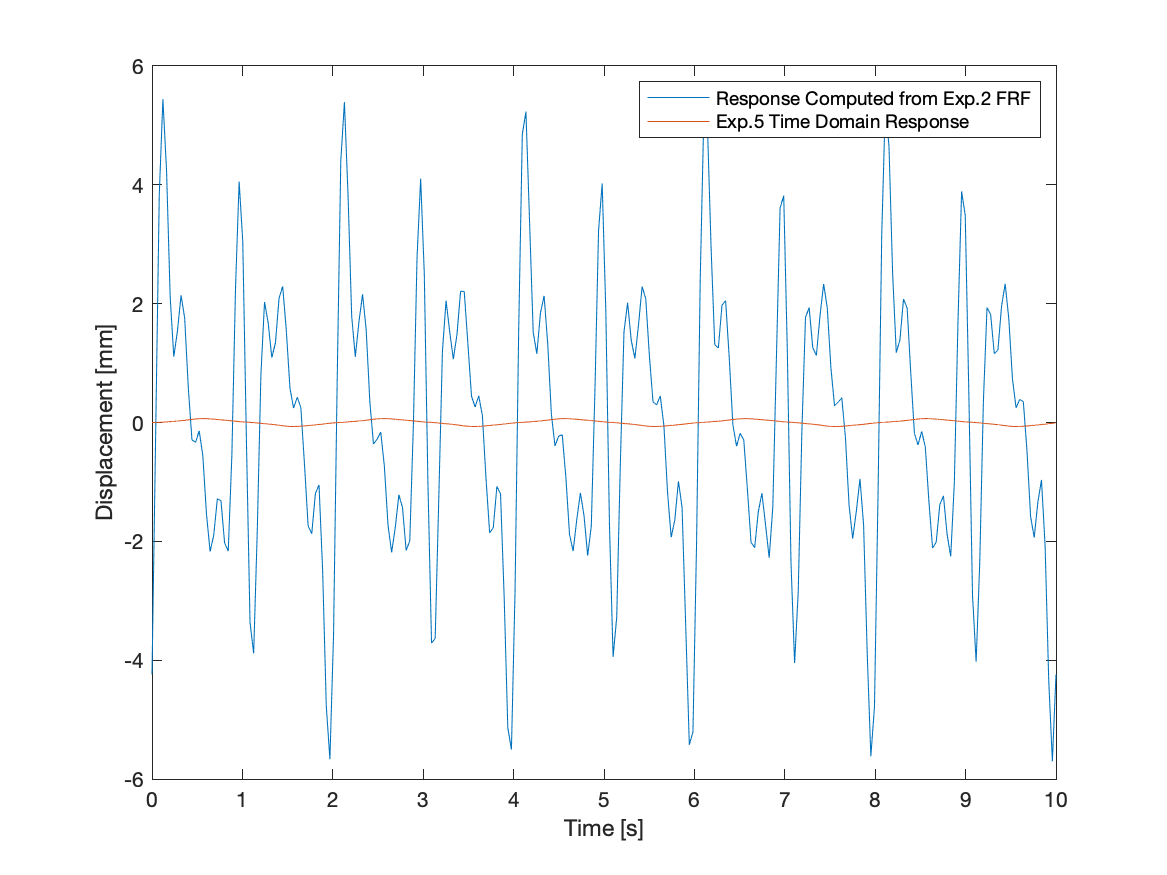 Response Computed from Exp.2 FRF
Exp.5 Time Domain Response
6
4
2
0
-2
-4
-6
Displacement [mm]
0 1 2 3 4 5 6 7 8 9 10
Time [s]